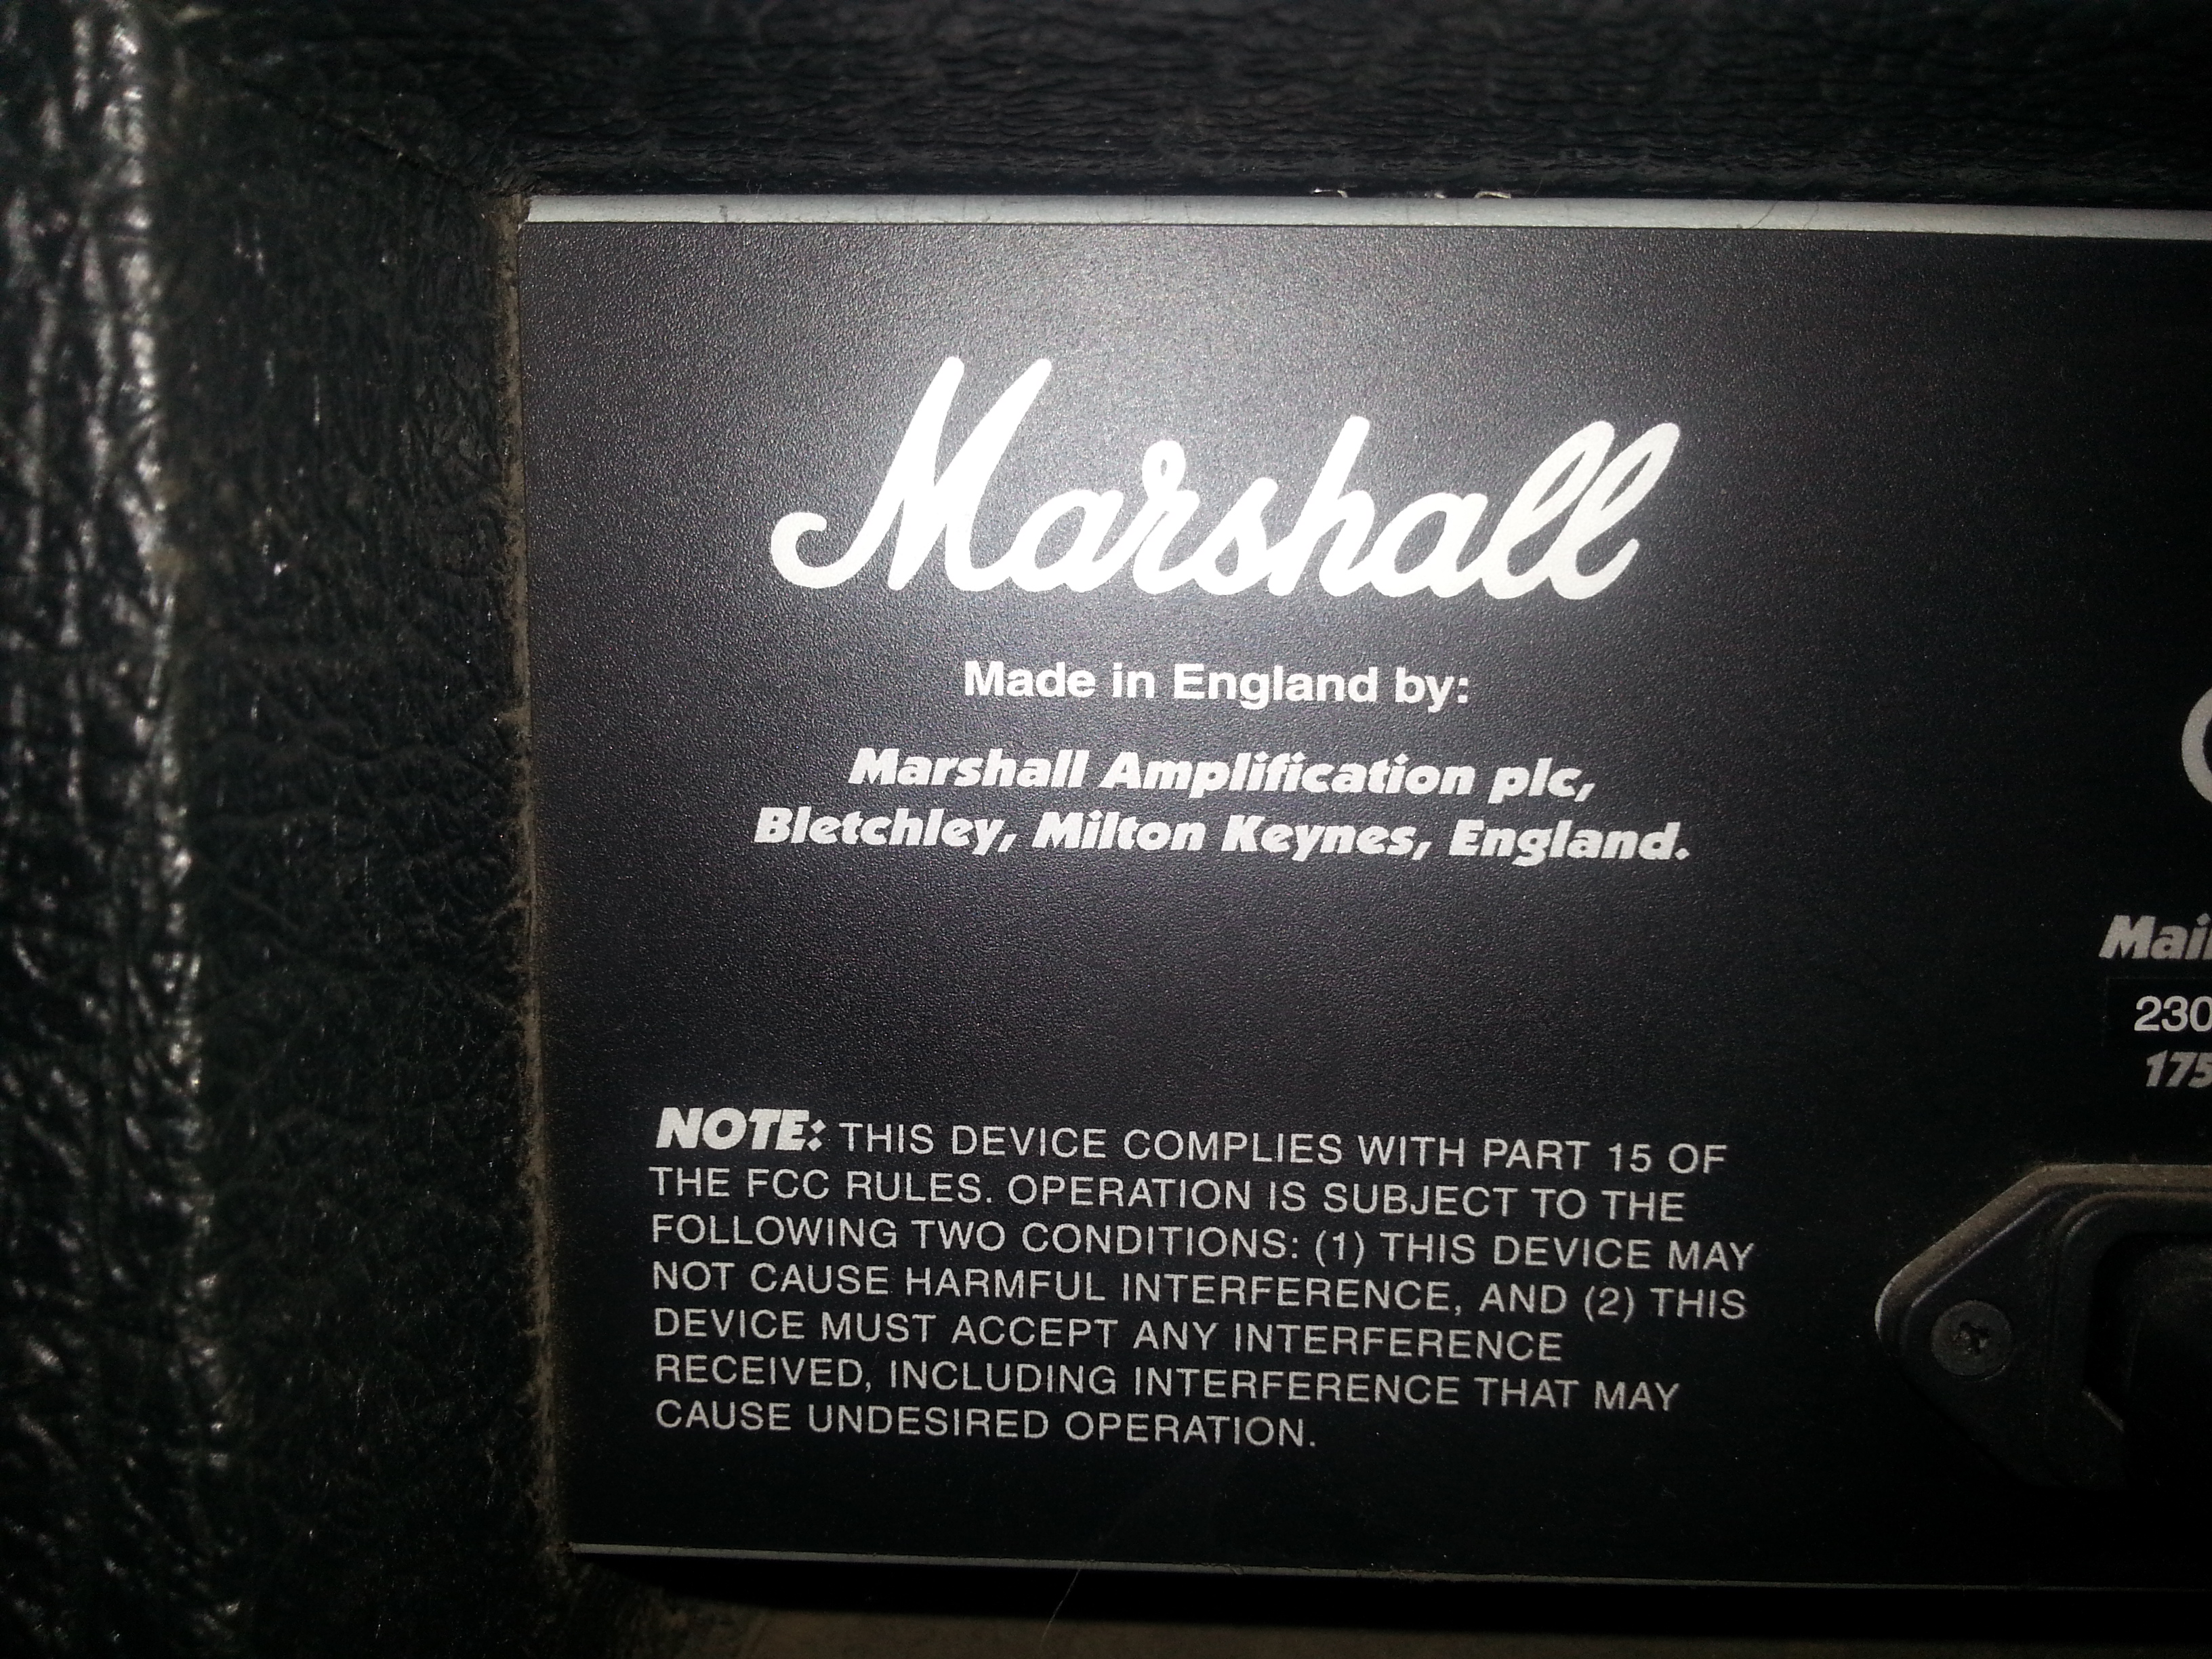 Marshall
Made in England by:
Marshall Amplification plc,
Bletchley, Milton Keynes, England.
230
175
NOTE: THIS DEVICE COMPLIES WITH PART 15 OF
THE FCC RULES. OPERATION IS SUBJECT TO THE
FOLLOWING TWO CONDITIONS: (1) THIS DEVICE MAY
NOT CAUSE HARMFUL INTERFERENCE, AND (2) THIS
DEVICE MUST ACCEPT ANY INTERFERENCE
RECEIVED, INCLUDING INTERFERENCE THAT MAY
CAUSE UNDESIRED OPERATION.